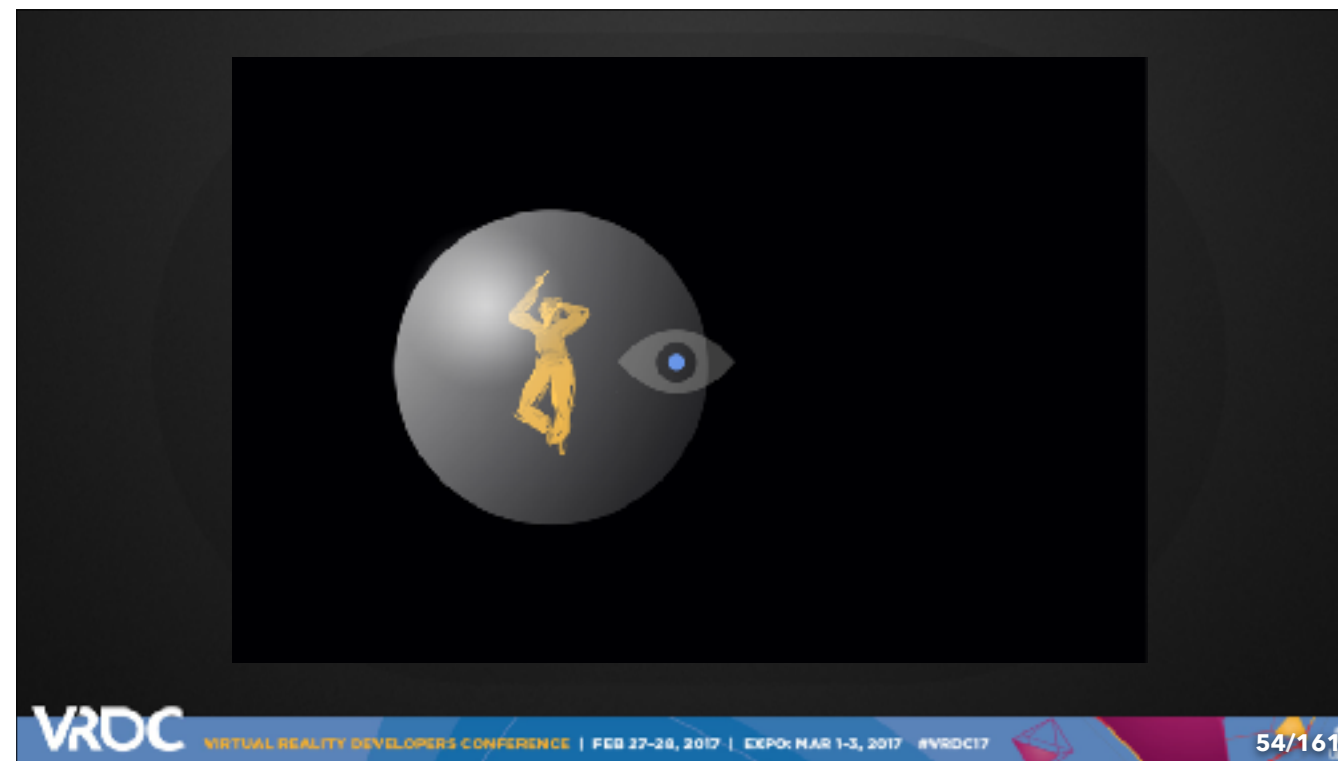 VRDC
VIRTUAL REALITY DEVELOPERS CONFERENCE | FEB 27-28, 2017 | EXPO: MAR 1-3, 2017 #VRDC17
54/161